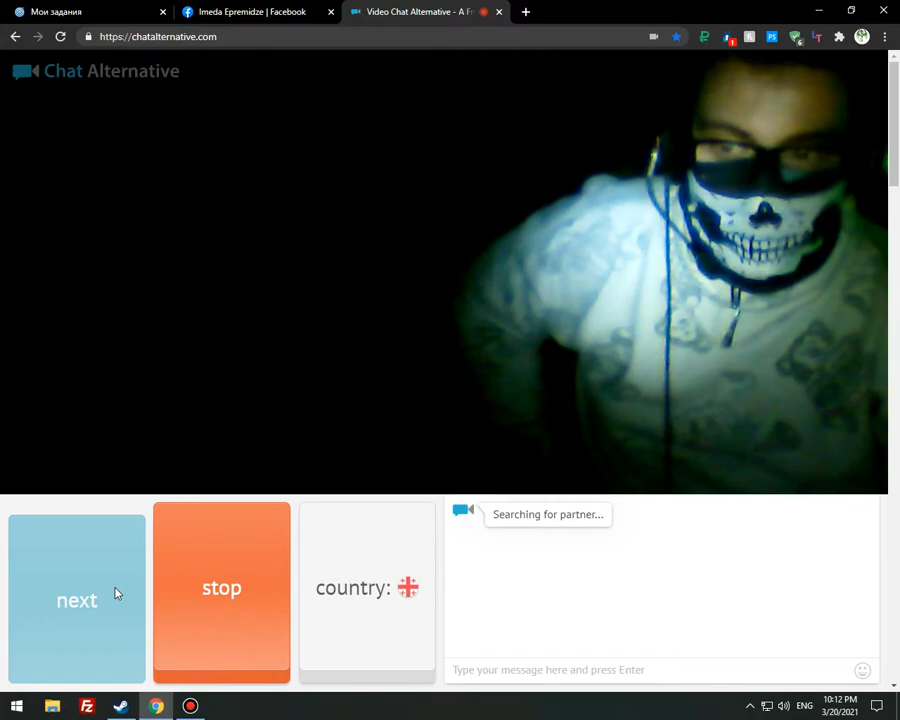 Мои задания
Imeda Epremidze | Facebook
Video Chat Alternative - A Fr
https://chatalternative.com
Chat Alternative
Searching for partner...
next
stop
country:
Type your message here and press Enter
ENG
10:12 PM
3/20/2021